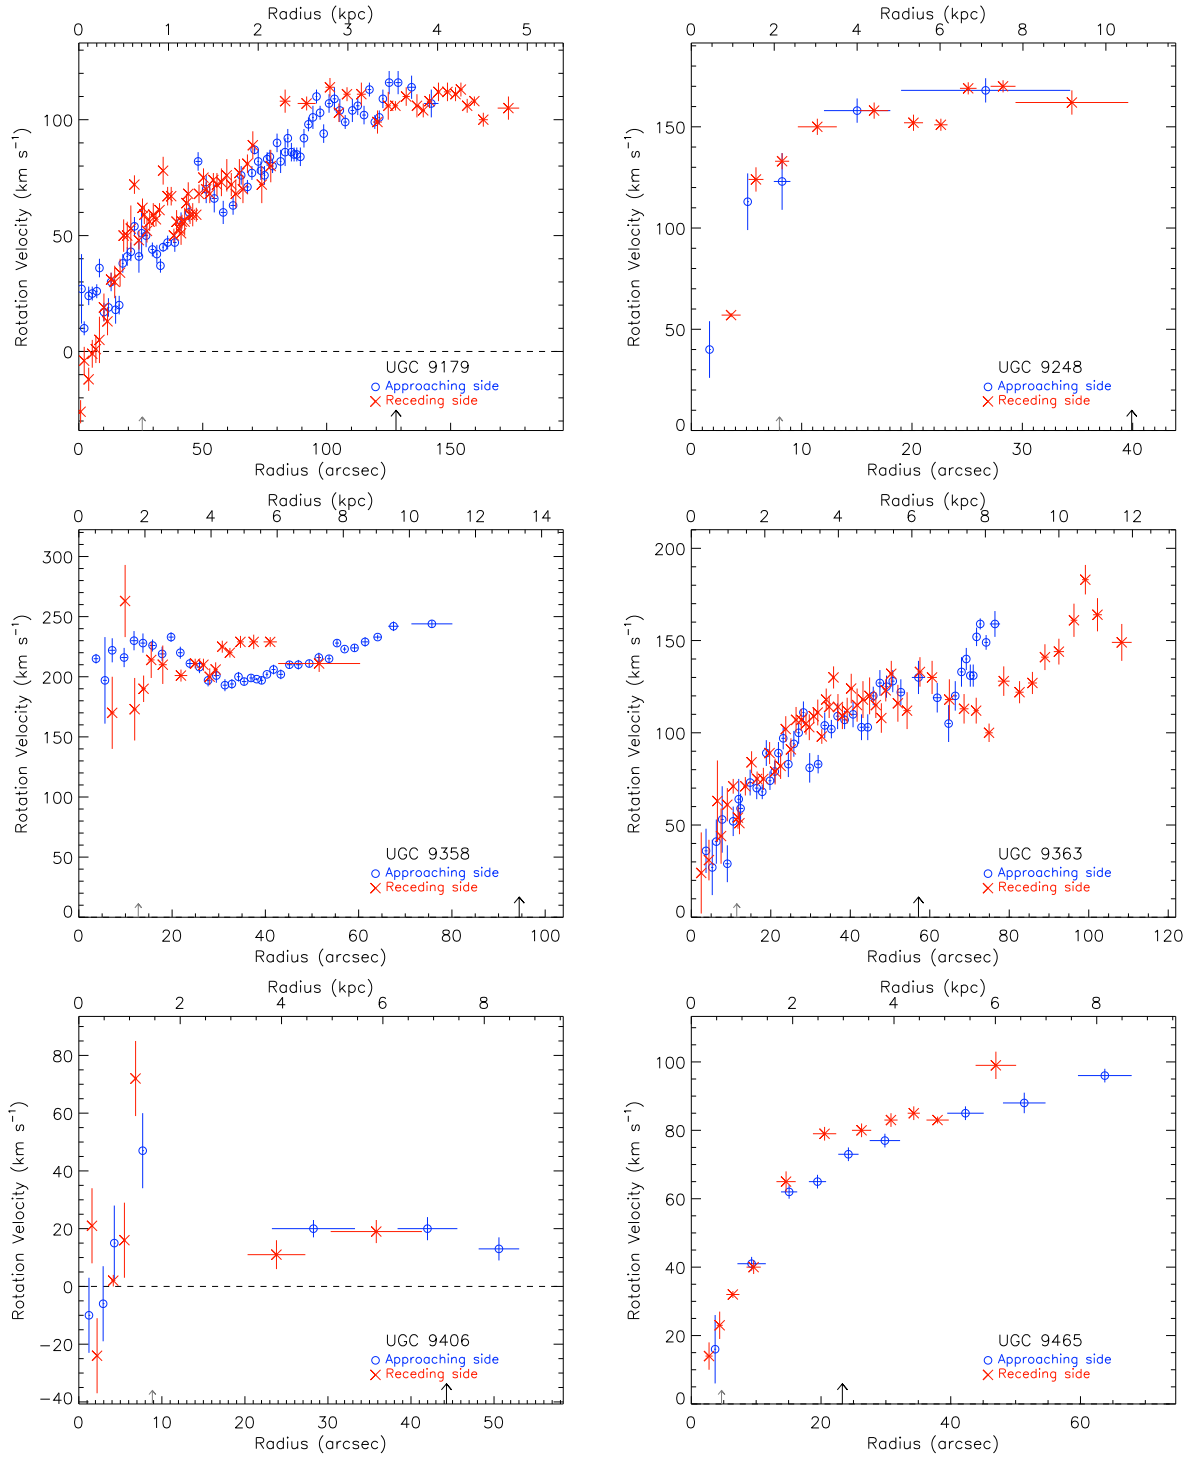 Radius (kpc)
0 1 2 3 4 5
Rotation Velocity (km s⁻¹)
100
50
0
UGC 9179
Approaching side
Receding side
0 50 100 150
Radius (arcsec)
Radius (kpc)
0 2 4 6 8 10
Rotation Velocity (km s⁻¹)
150
100
50
0
UGC 9248
Approaching side
Receding side
0 10 20 30 40
Radius (arcsec)
Radius (kpc)
0 2 4 6 8 10 12 14
Rotation Velocity (km s⁻¹)
300
250
200
150
100
50
0
UGC 9358
Approaching side
Receding side
0 20 40 60 80 100
Radius (arcsec)
Radius (kpc)
0 2 4 6 8 10 12
Rotation Velocity (km s⁻¹)
200
150
100
50
0
UGC 9363
Approaching side
Receding side
0 20 40 60 80 100 120
Radius (arcsec)
Radius (kpc)
0 2 4 6 8
Rotation Velocity (km s⁻¹)
80
60
40
20
0
−20
−40
UGC 9406
Approaching side
Receding side
0 10 20 30 40 50
Radius (arcsec)
Radius (kpc)
0 2 4 6 8
Rotation Velocity (km s⁻¹)
100
80
60
40
20
0
UGC 9465
Approaching side
Receding side
0 20 40 60
Radius (arcsec)